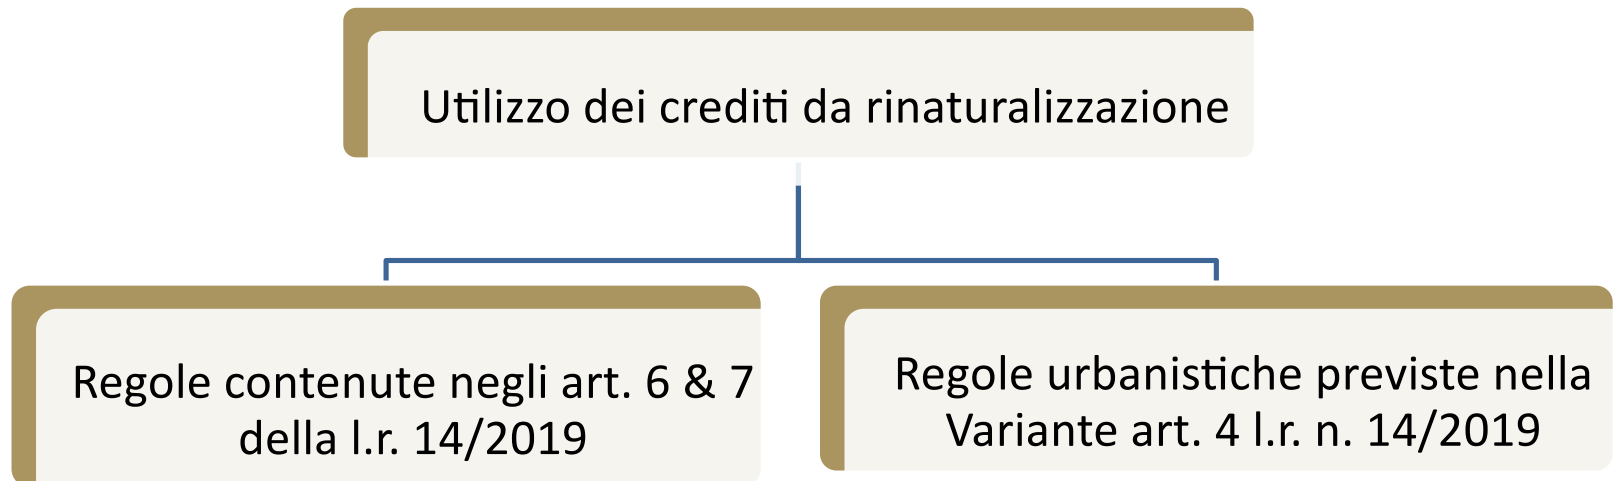 Utilizzo dei crediti da rinaturalizzazione
Regole contenute negli art. 6 & 7
della l.r. 14/2019
Regole urbanistiche previste nella
Variante art. 4 l.r. n. 14/2019